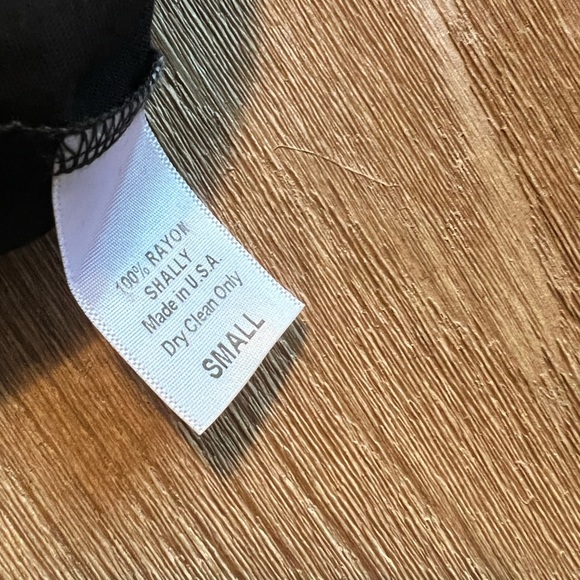 100% RAYON
SHALLY
Made in U.S.A.
Dry Clean Only
SMALL